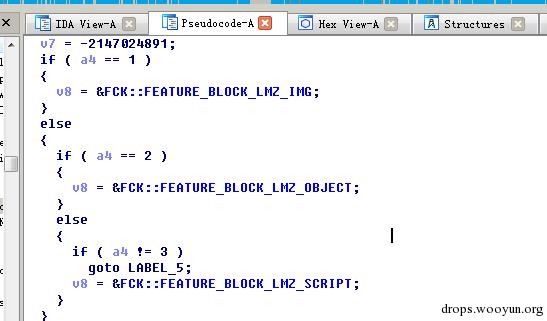 IDA View-A Pseudocode-A Hex View-A Structures
v7 = -2147024891;
if ( a4 == 1 )
{
v8 = &FCK::FEATURE_BLOCK_LMZ_IMG;
}
else
{
if ( a4 == 2 )
{
v8 = &FCK::FEATURE_BLOCK_LMZ_OBJECT;
}
else
{
if ( a4 != 3 )
goto LABEL_5;
v8 = &FCK::FEATURE_BLOCK_LMZ_SCRIPT;
}
}
drops.wooyun.org